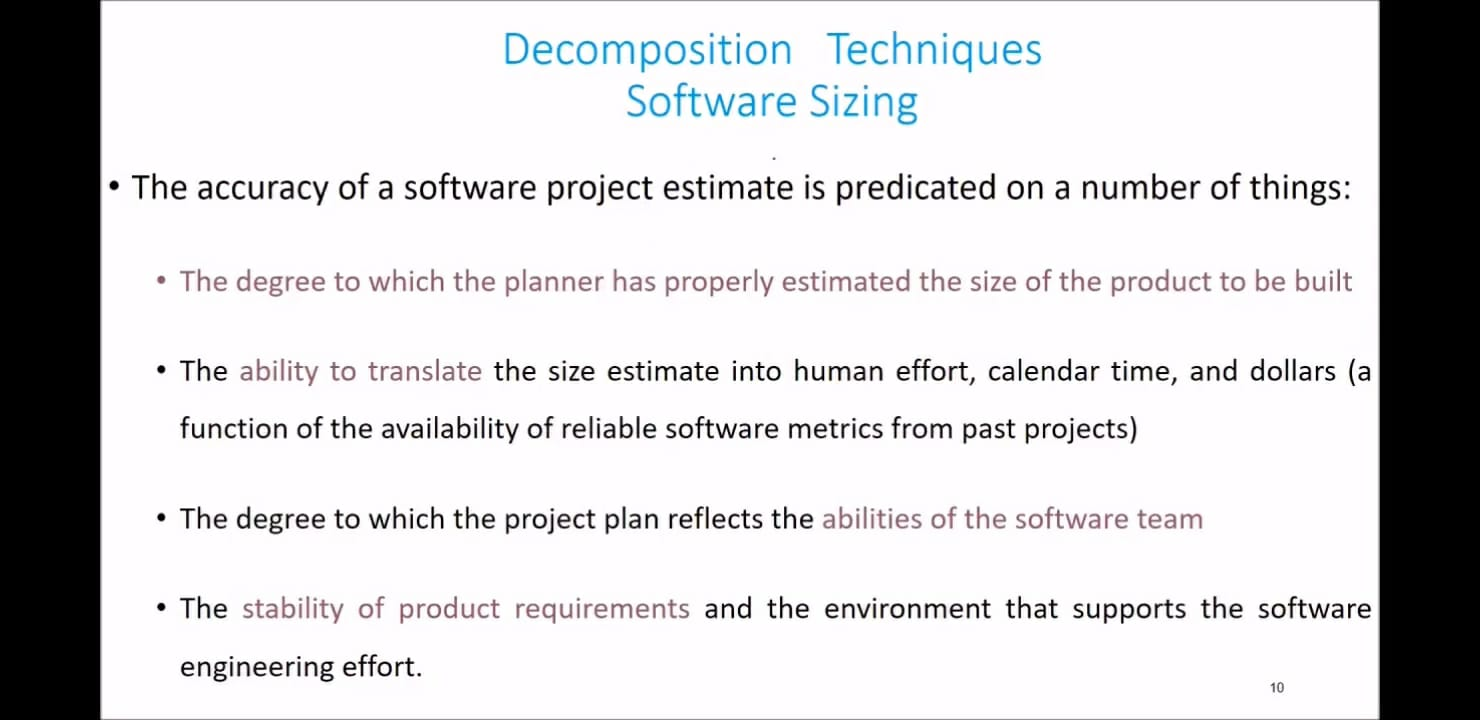 Decomposition Techniques
Software Sizing
• The accuracy of a software project estimate is predicated on a number of things:
• The degree to which the planner has properly estimated the size of the product to be built
• The ability to translate the size estimate into human effort, calendar time, and dollars (a
function of the availability of reliable software metrics from past projects)
• The degree to which the project plan reflects the abilities of the software team
• The stability of product requirements and the environment that supports the software
engineering effort.
10